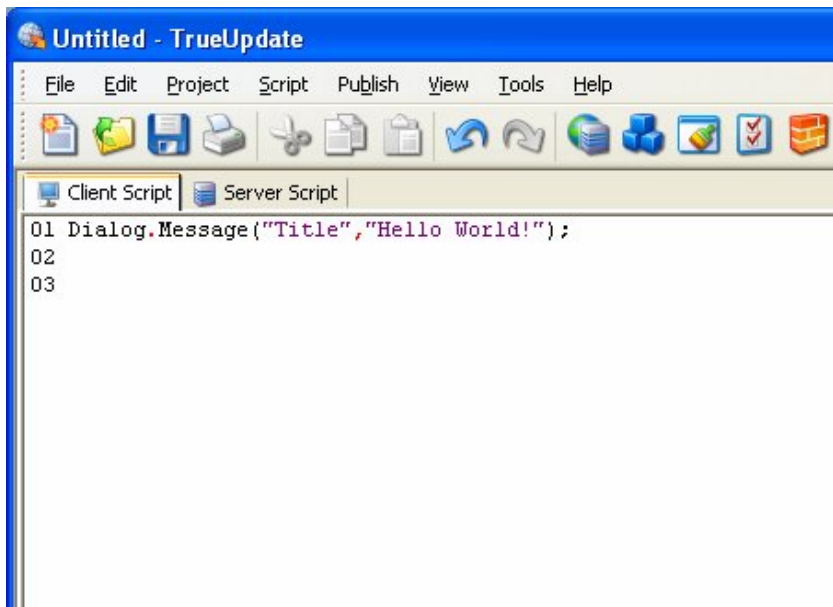 Untitled - TrueUpdate
File Edit Project Script Publish View Tools Help
Client Script Server Script
01 Dialog.Message("Title","Hello World!");
02
03